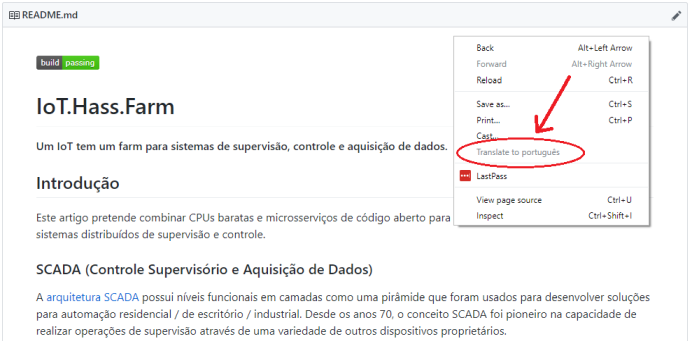 README.md
build passing
IoT.Hass.Farm
Um IoT tem um farm para sistemas de supervisão, controle e aquisição de dados.
Introdução
Este artigo pretende combinar CPUs baratas e microsserviços de código aberto para
sistemas distribuídos de supervisão e controle.
SCADA (Controle Supervisório e Aquisição de Dados)
A arquitetura SCADA possui níveis funcionais em camadas como uma pirâmide que foram usados para desenvolver soluções
para automação residencial / de escritório / industrial. Desde os anos 70, o conceito SCADA foi pioneiro na capacidade de
realizar operações de supervisão através de uma variedade de outros dispositivos proprietários.
Back Alt+Left Arrow
Forward Alt+Right Arrow
Reload Ctrl+R
Save as... Ctrl+S
Print... Ctrl+P
Cast...
Translate to português
LastPass
View page source Ctrl+U
Inspect Ctrl+Shift+I